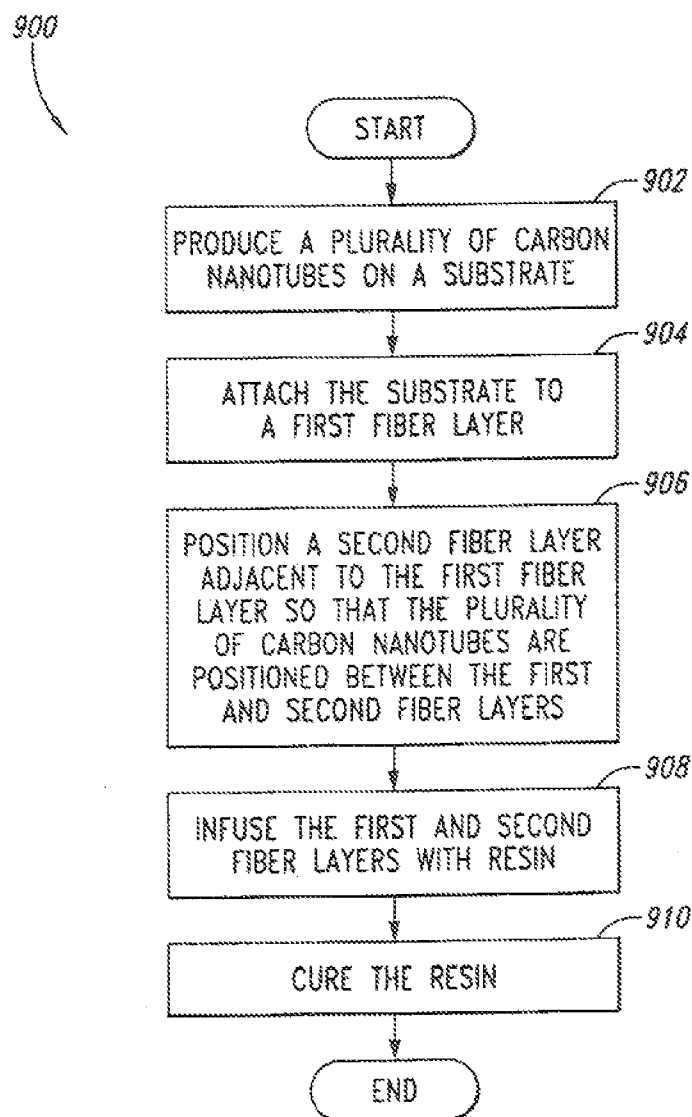 900
START
902
PRODUCE A PLURALITY OF CARBON
NANOTUBES ON A SUBSTRATE
904
ATTACH THE SUBSTRATE TO
A FIRST FIBER LAYER
906
POSITION A SECOND FIBER LAYER
ADJACENT TO THE FIRST FIBER
LAYER SO THAT THE PLURALITY
OF CARBON NANOTUBES ARE
POSITIONED BETWEEN THE FIRST
AND SECOND FIBER LAYERS
908
INFUSE THE FIRST AND SECOND
FIBER LAYERS WITH RESIN
910
CURE THE RESIN
END